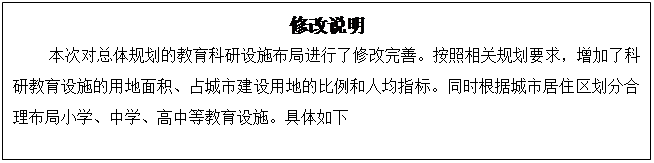 修改说明
本次对总体规划的教育科研设施布局进行了修改完善。按照相关规划要求，增加了科
研教育设施的用地面积、占城市建设用地的比例和人均指标。同时根据城市居住区划分合
理布局小学、中学、高中等教育设施。具体如下